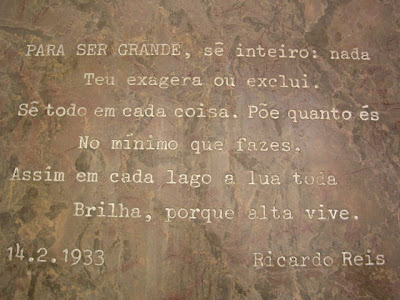 PARA SER GRANDE, sê inteiro: nada
Teu exagera ou exclui.
Sê todo em cada coisa. Põe quanto és
No mínimo que fazes.
Assim em cada lago a lua toda
Brilha, porque alta vive.
14.2.1933 Ricardo Reis